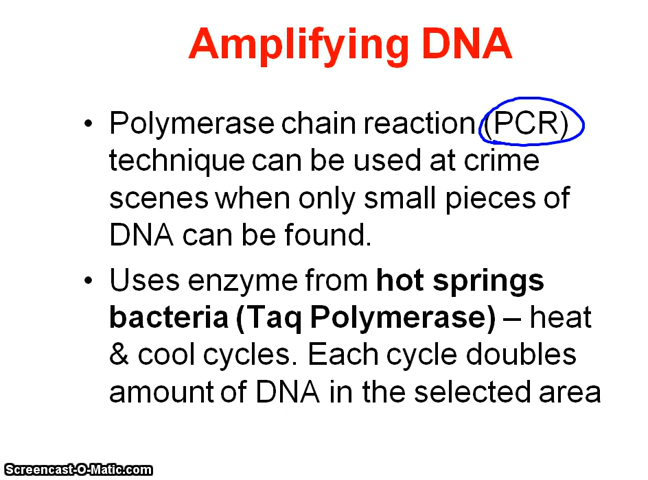 Amplifying DNA
• Polymerase chain reaction (PCR)
technique can be used at crime
scenes when only small pieces of
DNA can be found.
• Uses enzyme from hot springs
bacteria (Taq Polymerase) – heat
& cool cycles. Each cycle doubles
amount of DNA in the selected area
Screencast-O-Matic.com